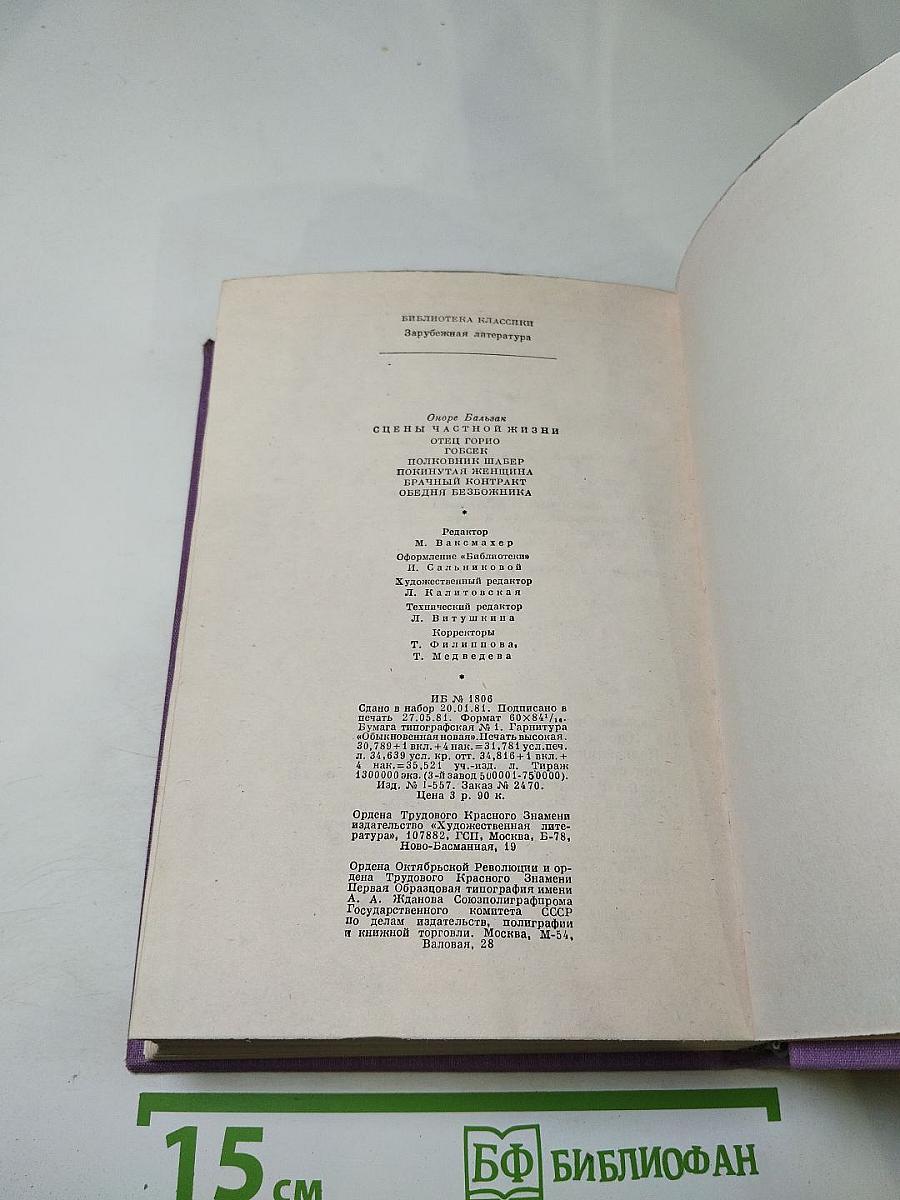 БИБЛИОТЕКА КЛАССИКИ
Зарубежная литература
Оноре Бальзак
СЦЕНЫ ЧАСТНОЙ ЖИЗНИ
ОТЕЦ ГОРИО
ГОБСЕК
ПОЛКОВНИК ШАБЕР
ПОКИНУТАЯ ЖЕНЩИНА
БРАЧНЫЙ КОНТРАКТ
ОБЕДНЯ БЕЗБОЖНИКА
*
Редактор
М. Ваксмахер
Оформление «Библиотеки»
И. Сальниковой
Художественный редактор
Л. Калитовская
Технический редактор
Л. Витушкина
Корректоры
Т. Филиппова,
Т. Медведева
*
ИБ № 1806
Сдано в набор 20.01.81. Подписано в
печать 27.05.81. Формат 60×84¹/₁₆.
Бумага типографская № 1. Гарнитура
«Обыкновенная новая». Печать высокая.
30,789+1 вкл.+4 нак.=31,781 усл.печ.
л. 34,639 усл. кр. отт. 34,816+1 вкл.+
4 нак.=35,521 уч.-изд. л. Тираж
1300000 экз. (3-й завод 500001-750000).
Изд. № I-557. Заказ № 2470.
Цена 3 р. 90 к.
Ордена Трудового Красного Знамени
издательство «Художественная лите-
ратура», 107882, ГСП, Москва, Б-78,
Ново-Басманная, 19
Ордена Октябрьской Революции и ор-
дена Трудового Красного Знамени
Первая Образцовая типография имени
А. А. Жданова Союзполиграфпрома
Государственного комитета СССР
по делам издательств, полиграфии
и книжной торговли. Москва, М-54,
Валовая, 28
15 см
БФ БИБЛИОФАН